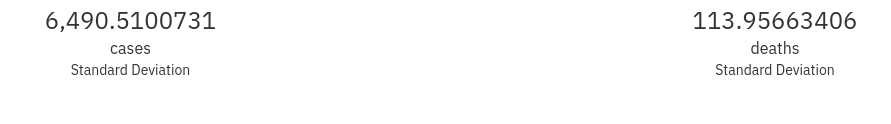 6,490.5100731
cases
Standard Deviation
113.95663406
deaths
Standard Deviation